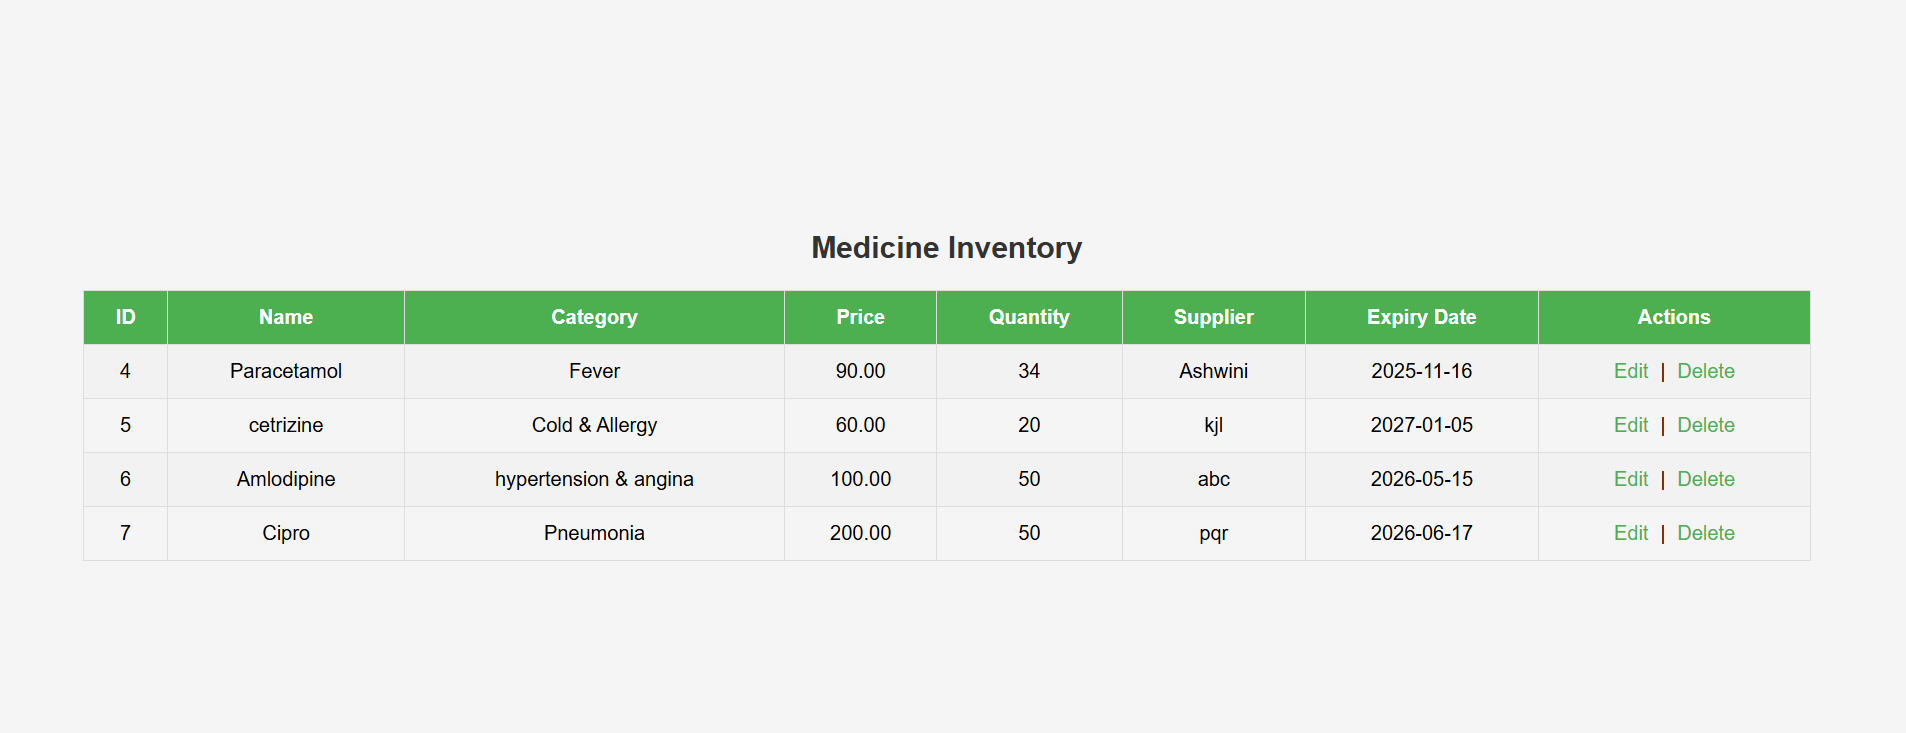 Medicine Inventory
ID Name Category Price Quantity Supplier Expiry Date Actions
4 Paracetamol Fever 90.00 34 Ashwini 2025-11-16 Edit | Delete
5 cetrizine Cold & Allergy 60.00 20 kjl 2027-01-05 Edit | Delete
6 Amlodipine hypertension & angina 100.00 50 abc 2026-05-15 Edit | Delete
7 Cipro Pneumonia 200.00 50 pqr 2026-06-17 Edit | Delete